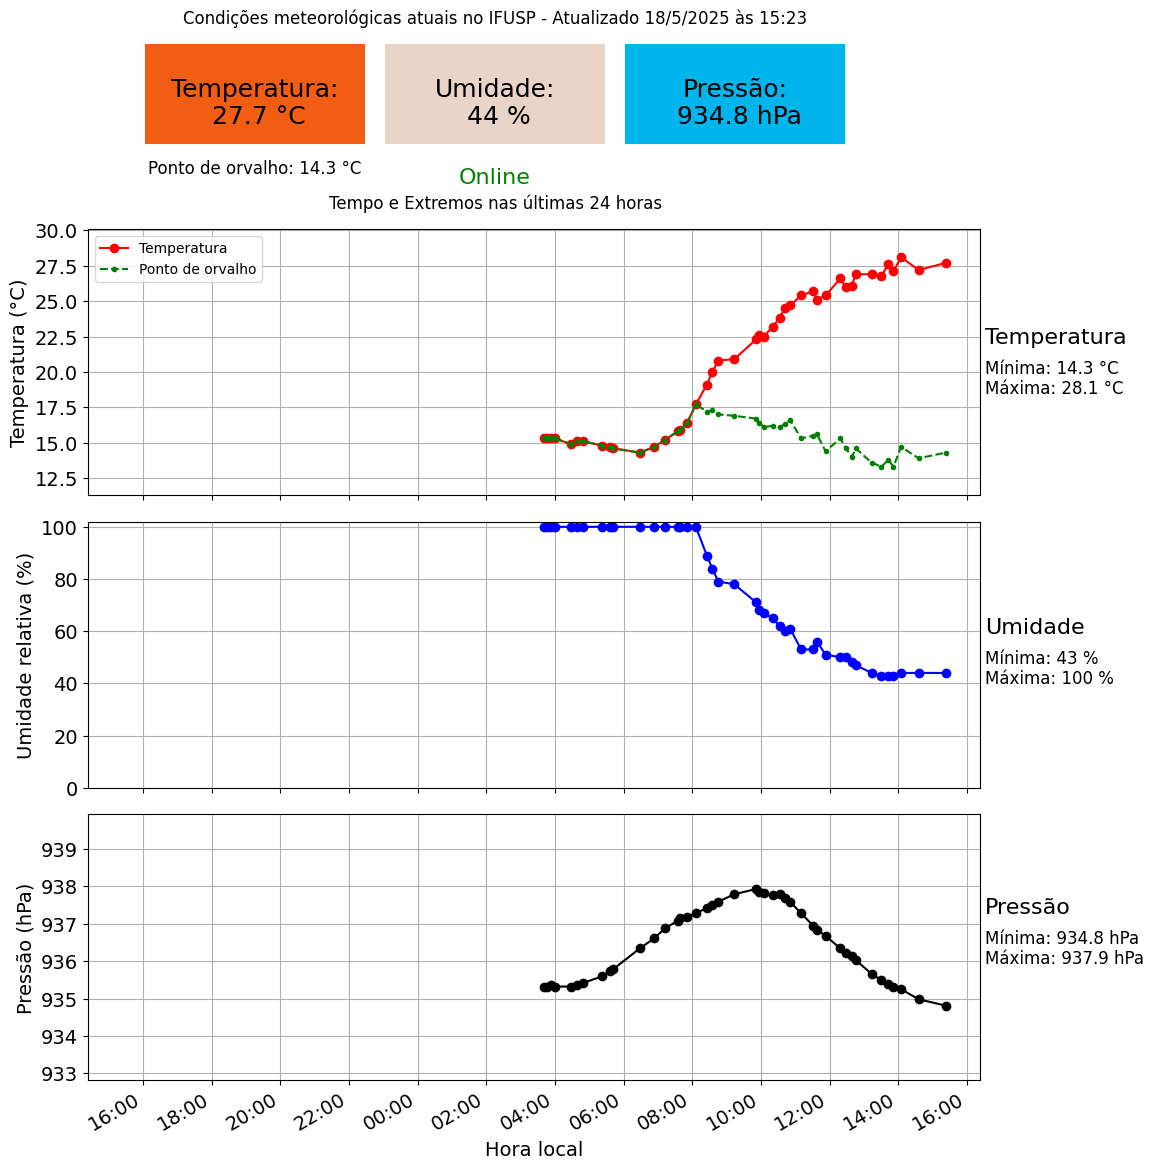 Condições meteorológicas atuais no IFUSP - Atualizado 18/5/2025 às 15:23
Temperatura:
27.7 °C
Umidade:
44 %
Pressão:
934.8 hPa
Ponto de orvalho: 14.3 °C
Online
Tempo e Extremos nas últimas 24 horas
Temperatura (°C)
30.0
27.5
25.0
22.5
20.0
17.5
15.0
12.5
Temperatura
Ponto de orvalho
Temperatura
Mínima: 14.3 °C
Máxima: 28.1 °C
Umidade relativa (%)
100
80
60
40
20
0
Umidade
Mínima: 43 %
Máxima: 100 %
Pressão (hPa)
939
938
937
936
935
934
933
Pressão
Mínima: 934.8 hPa
Máxima: 937.9 hPa
16:00 18:00 20:00 22:00 00:00 02:00 04:00 06:00 08:00 10:00 12:00 14:00 16:00
Hora local